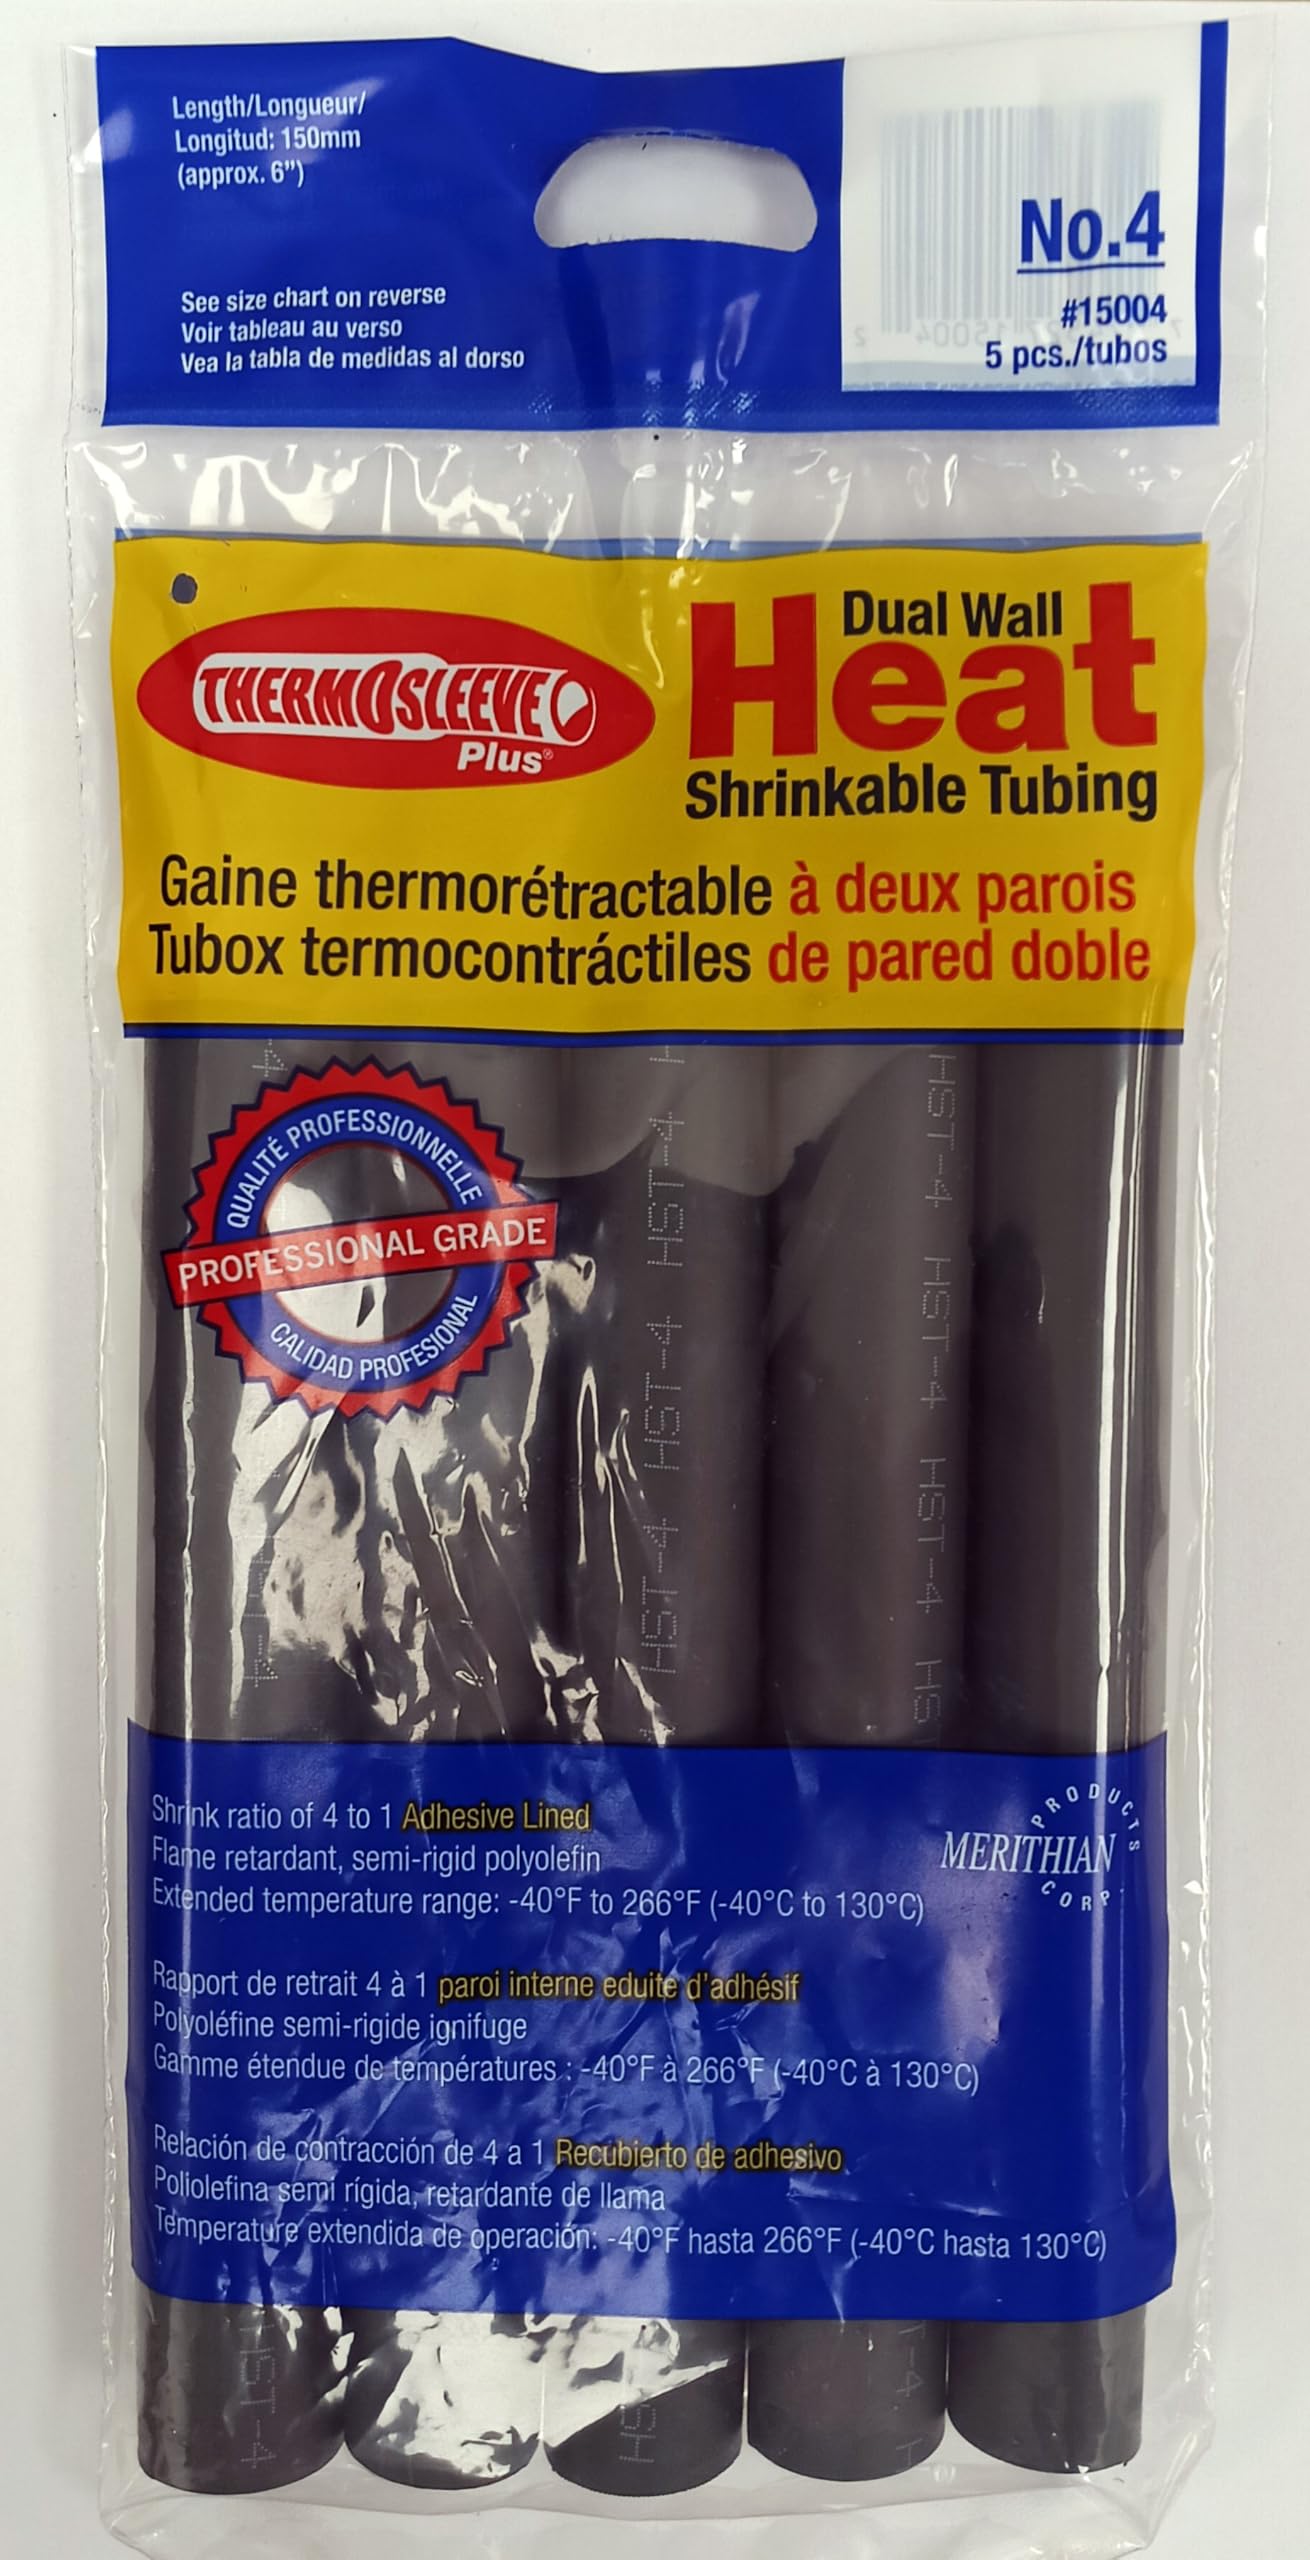 Length/Longueur/
Longitud: 150mm
(approx. 6”)
See size chart on reverse
Voir tableau au verso
Vea la tabla de medidas al dorso
No.4
#15004
5 pcs./tubos
THERMOSLEEVE
Plus®
Dual Wall
Heat
Shrinkable Tubing
Gaine thermorétractable à deux parois
Tubox termocontráctiles de pared doble
QUALITÉ PROFESSIONNELLE
PROFESSIONAL GRADE
CALIDAD PROFESIONAL
HST-4 HST-4 HST-4
HST-4 HST-4 HST-4 HS
Shrink ratio of 4 to 1 Adhesive Lined
Flame retardant, semi-rigid polyolefin
Extended temperature range: -40°F to 266°F (-40°C to 130°C)
PRODUCTS
MERITHIAN
CORP.
Rapport de retrait 4 à 1 paroi interne eduite d'adhésif
Polyoléfine semi-rigide ignifuge
Gamme étendue de températures : -40°F à 266°F (-40°C à 130°C)
Relación de contracción de 4 a 1 Recubierto de adhesivo
Poliolefina semi rígida, retardante de llama
Temperature extendida de operación: -40°F hasta 266°F (-40°C hasta 130°C)
HST-4